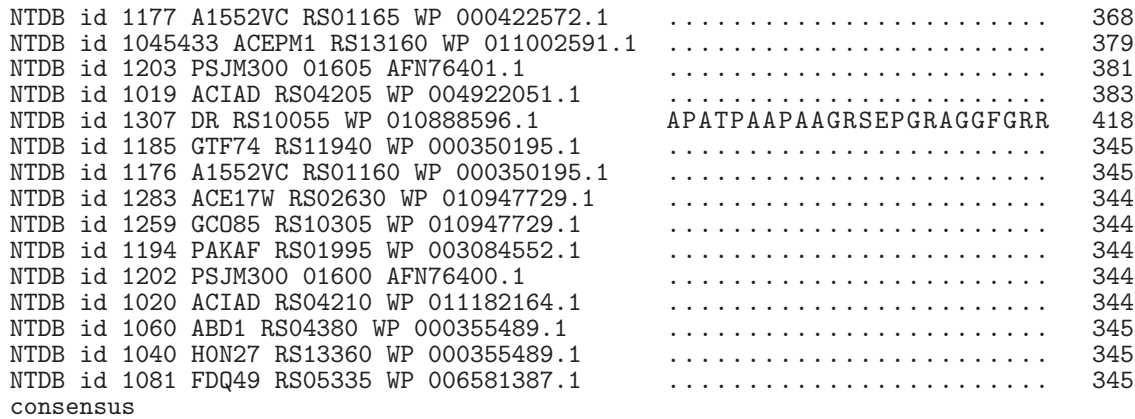 NTDB id 1177 A1552VC RS01165 WP 000422572.1 ........................ 368
NTDB id 1045433 ACEPM1 RS13160 WP 011002591.1 ........................ 379
NTDB id 1203 PSJM300 01605 AFN76401.1 ........................ 381
NTDB id 1019 ACIAD RS04205 WP 004922051.1 ........................ 383
NTDB id 1307 DR RS10055 WP 010888596.1 APATPAAPAAGRSEPGRAGGFGRR 418
NTDB id 1185 GTF74 RS11940 WP 000350195.1 ........................ 345
NTDB id 1176 A1552VC RS01160 WP 000350195.1 ........................ 345
NTDB id 1283 ACE17W RS02630 WP 010947729.1 ........................ 344
NTDB id 1259 GCO85 RS10305 WP 010947729.1 ........................ 344
NTDB id 1194 PAKAF RS01995 WP 003084552.1 ........................ 344
NTDB id 1202 PSJM300 01600 AFN76400.1 ........................ 344
NTDB id 1020 ACIAD RS04210 WP 011182164.1 ........................ 344
NTDB id 1060 ABD1 RS04380 WP 000355489.1 ........................ 345
NTDB id 1040 H0N27 RS13360 WP 000355489.1 ........................ 345
NTDB id 1081 FDQ49 RS05335 WP 006581387.1 ........................ 345
consensus